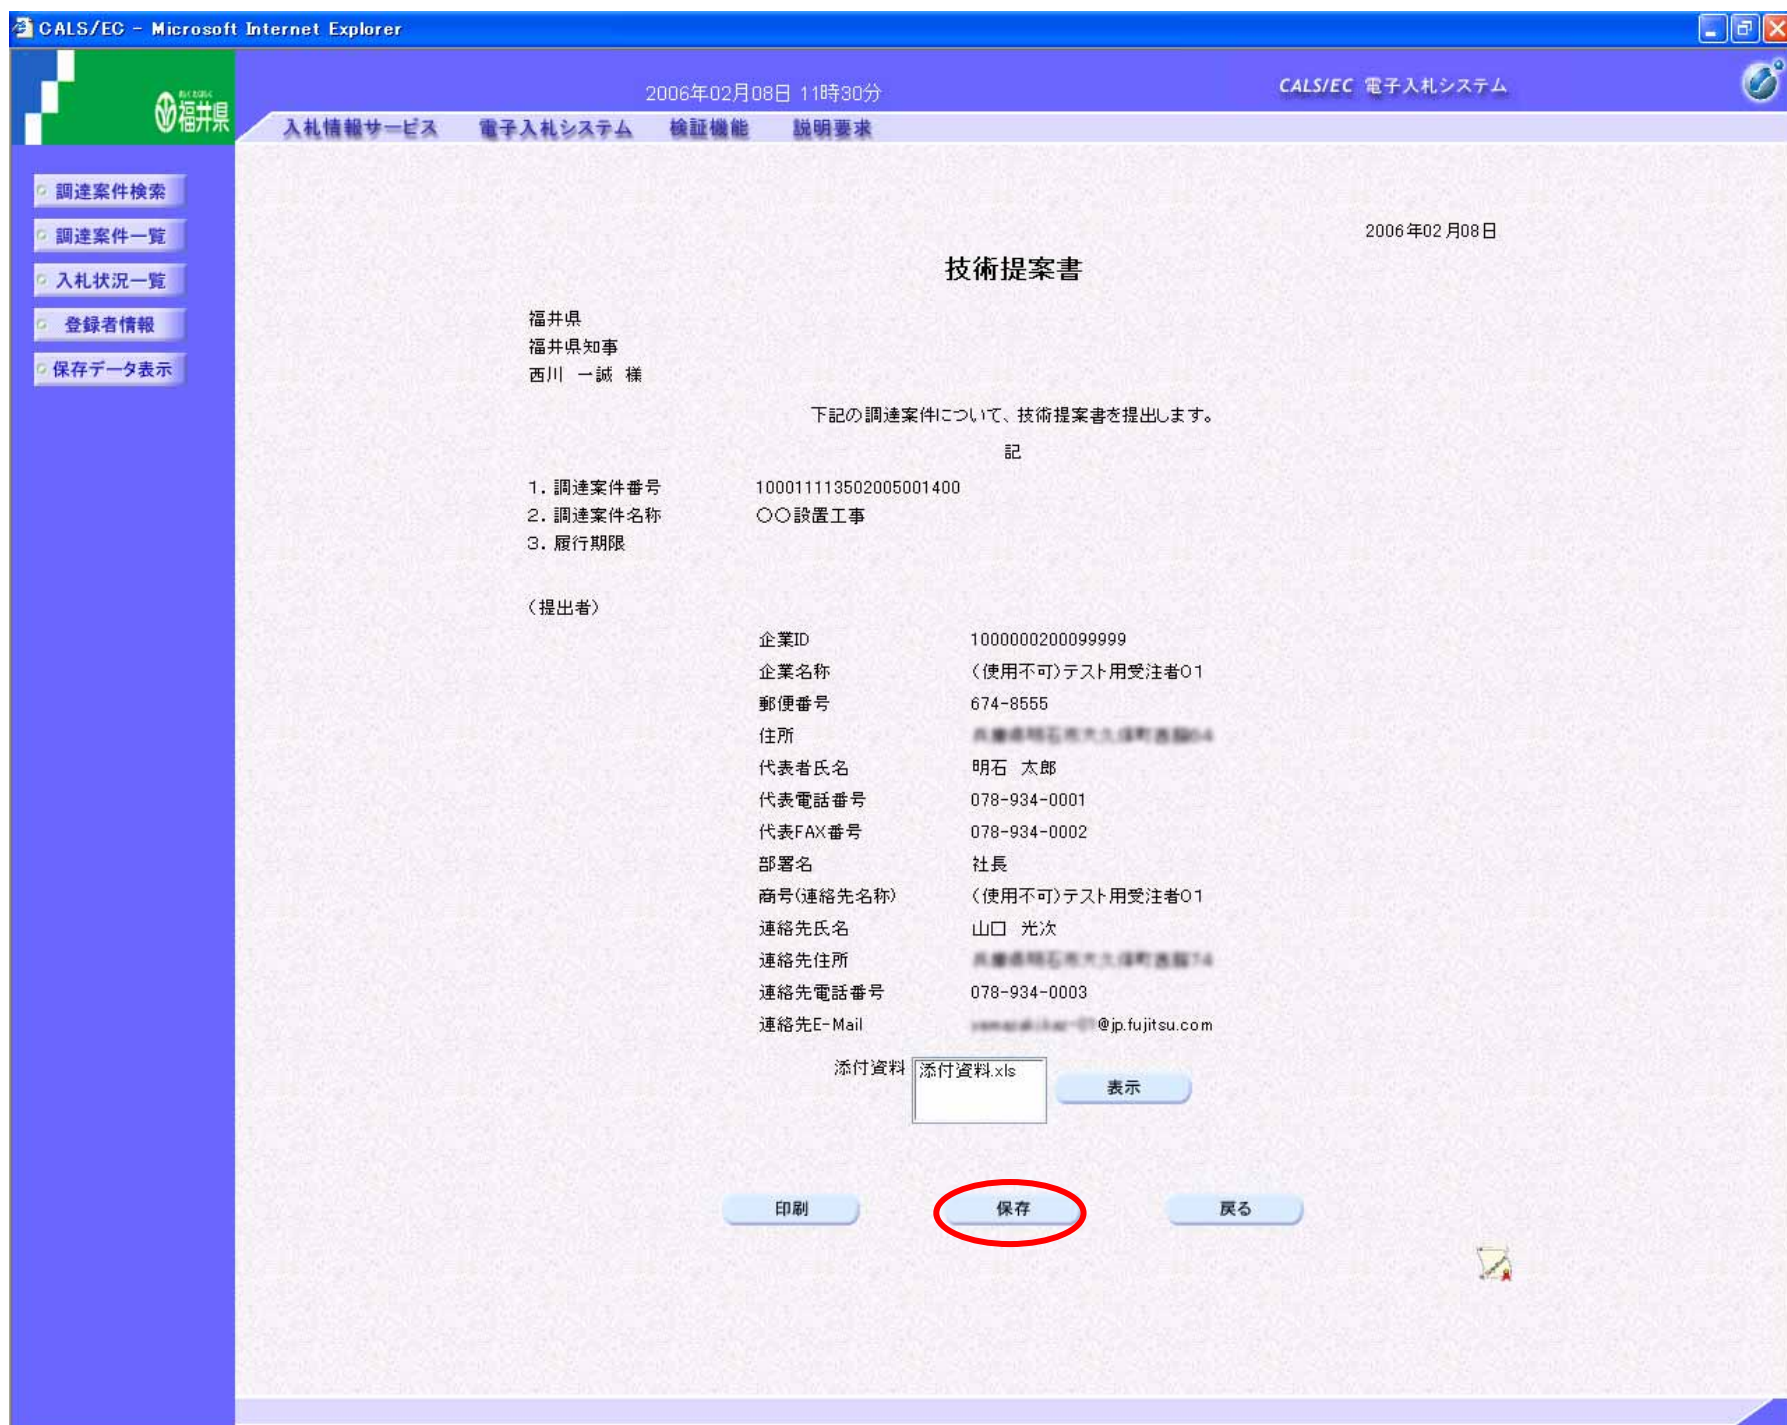 CALS/EC - Microsoft Internet Explorer
福井県
2006年02月08日 11時30分
CALS/EC 電子入札システム
入札情報サービス 電子入札システム 検証機能 説明要求
調達案件検索
調達案件一覧
入札状況一覧
登録者情報
保存データ表示
2006年02月08日
技術提案書
福井県
福井県知事
西川 一誠 様
下記の調達案件について、技術提案書を提出します。
記
1. 調達案件番号 100011113502005001400
2. 調達案件名称 〇〇設置工事
3. 履行期限
（提出者）
企業ID 1000000200099999
企業名称 （使用不可）テスト用受注者01
郵便番号 674-8555
住所
代表者氏名 明石 太郎
代表電話番号 078-934-0001
代表FAX番号 078-934-0002
部署名 社長
商号(連絡先名称) （使用不可）テスト用受注者01
連絡先氏名 山口 光次
連絡先住所
連絡先電話番号 078-934-0003
連絡先E-Mail @jp.fujitsu.com
添付資料 添付資料.xls 表示
印刷 保存 戻る